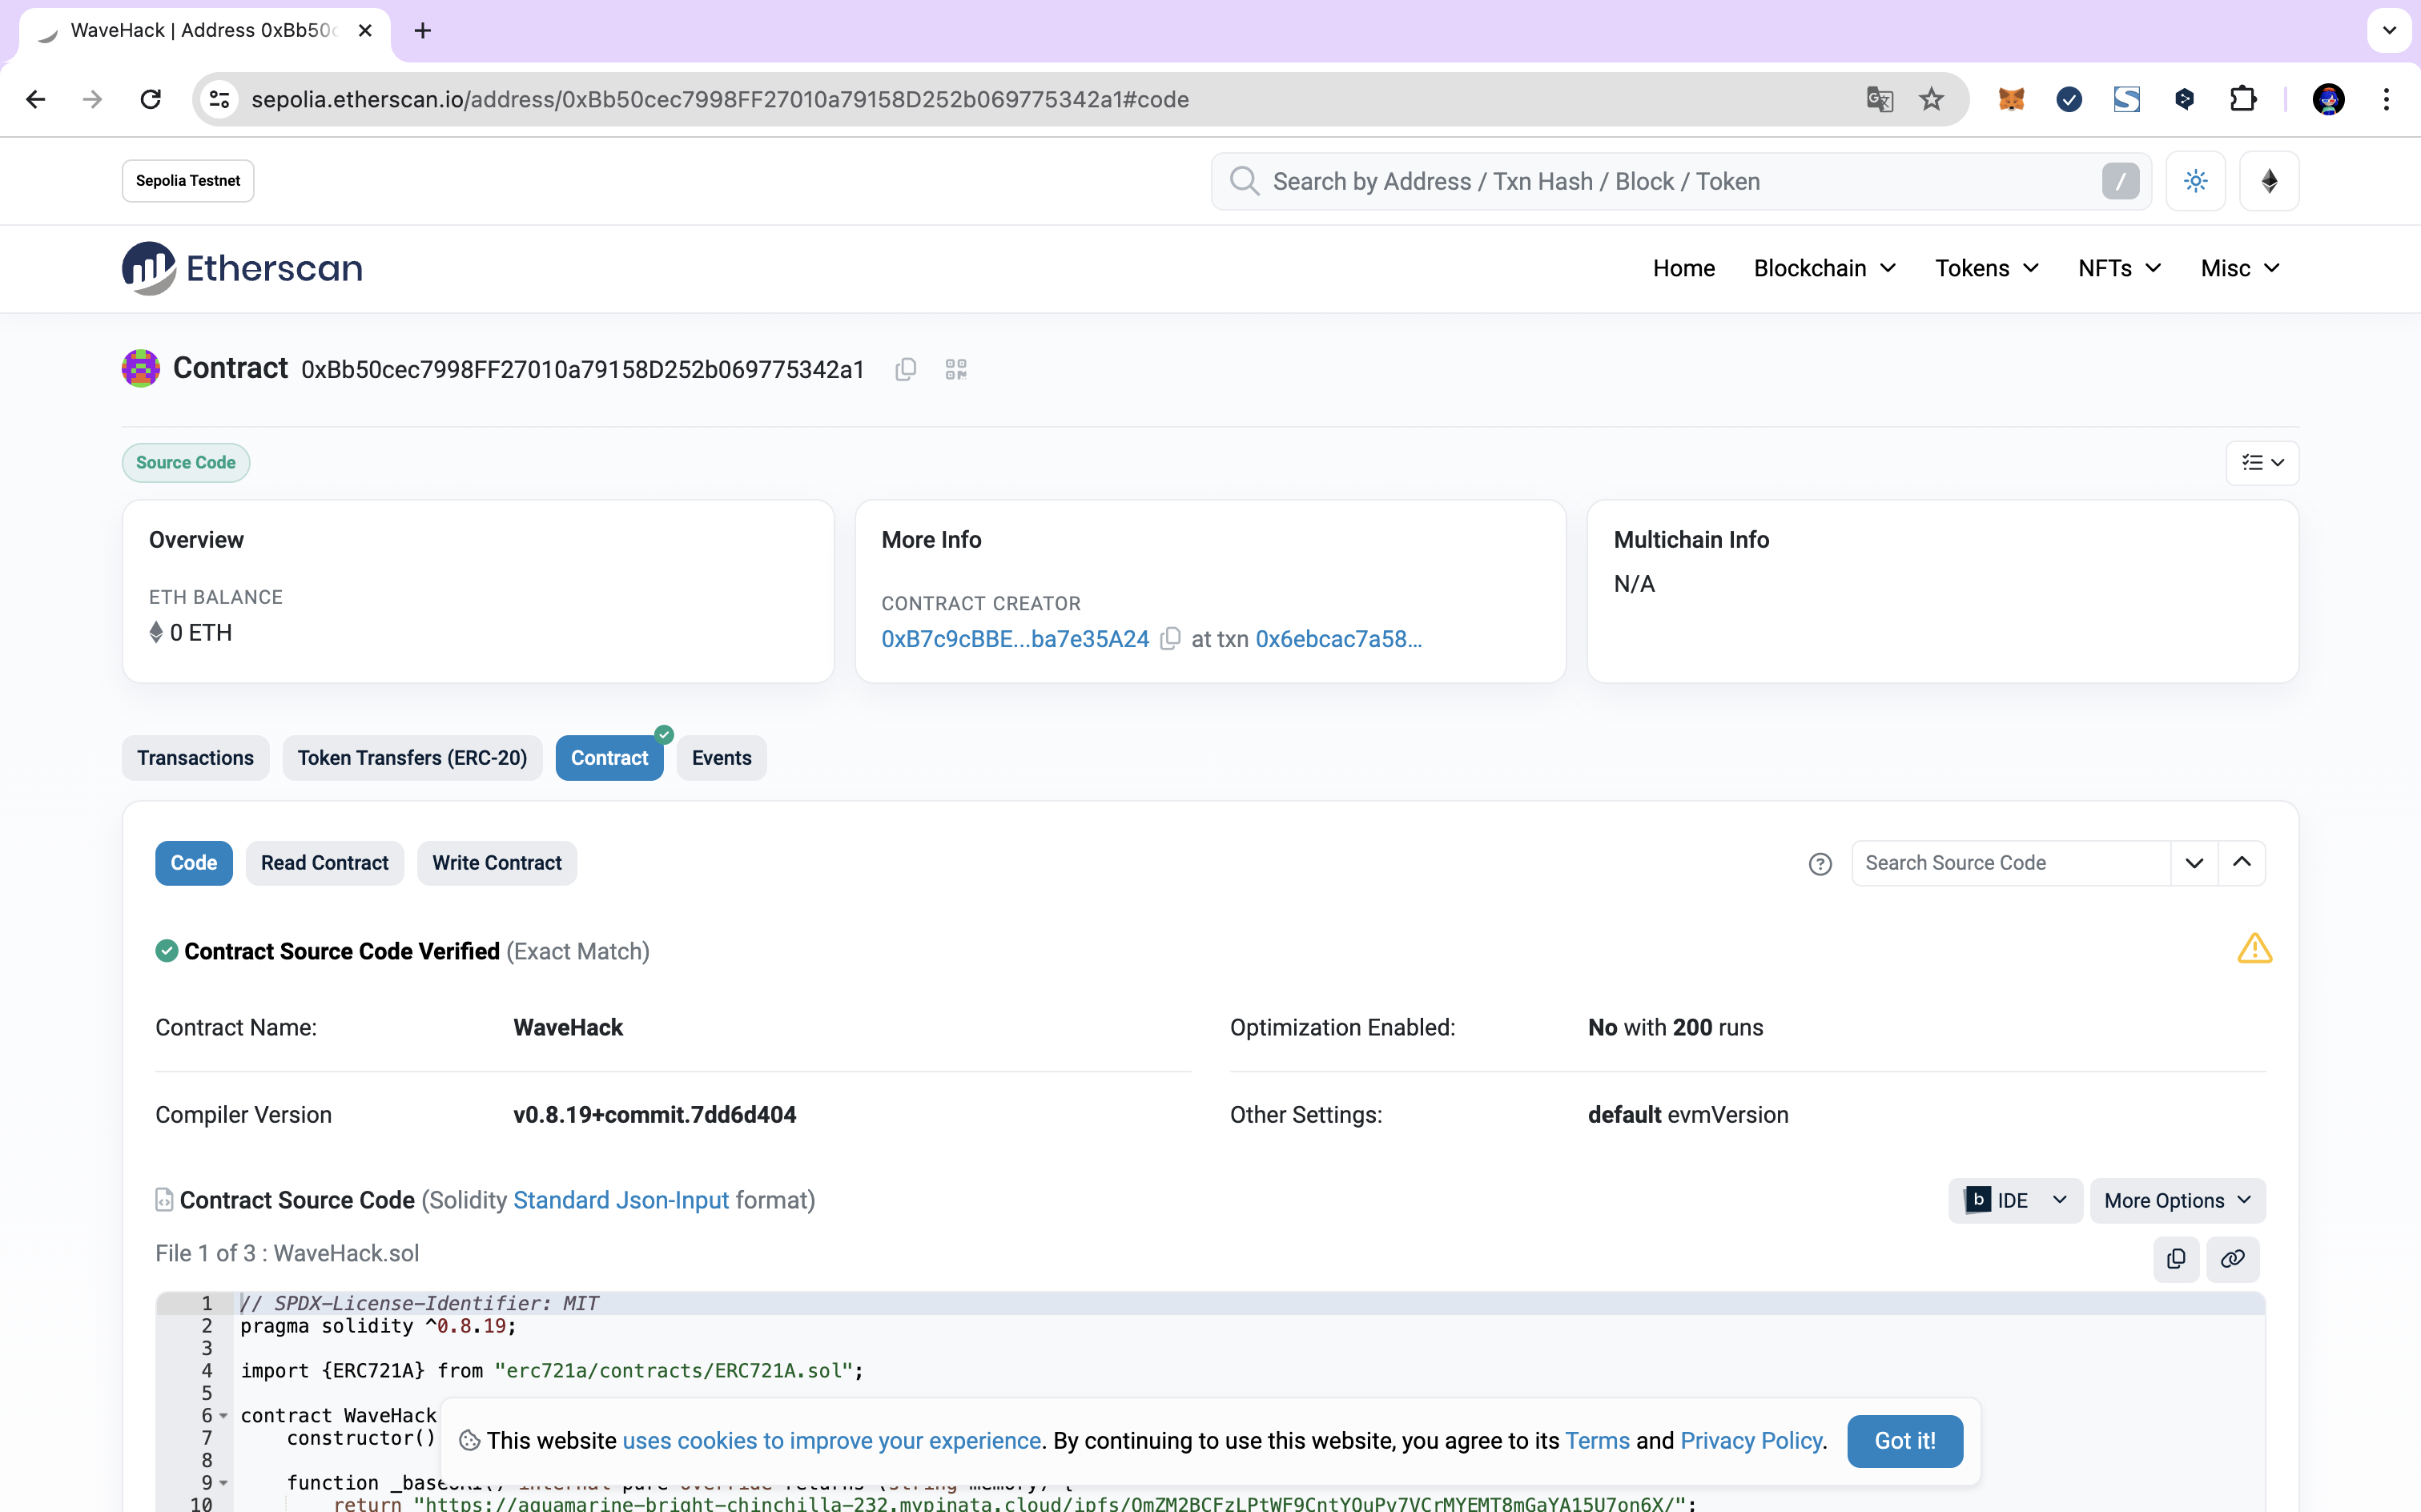 WaveHack | Address 0xBb50c
sepolia.etherscan.io/address/0xBb50cec7998FF27010a79158D252b069775342a1#code
Sepolia Testnet
Search by Address / Txn Hash / Block / Token
/
Etherscan
Home Blockchain Tokens NFTs Misc
Contract 0xBb50cec7998FF27010a79158D252b069775342a1
Source Code
Overview
ETH BALANCE
0 ETH
More Info
CONTRACT CREATOR
0xB7c9cBBE...ba7e35A24 at txn 0x6ebcac7a58...
Multichain Info
N/A
Transactions Token Transfers (ERC-20) Contract Events
Code Read Contract Write Contract
Search Source Code
Contract Source Code Verified (Exact Match)
Contract Name: WaveHack
Optimization Enabled: No with 200 runs
Compiler Version v0.8.19+commit.7dd6d404
Other Settings: default evmVersion
Contract Source Code (Solidity Standard Json-Input format)
b IDE
More Options
File 1 of 3 : WaveHack.sol
1 // SPDX-License-Identifier: MIT
2 pragma solidity ^0.8.19;
3
4 import {ERC721A} from "erc721a/contracts/ERC721A.sol";
5
6 contract WaveHack
7 constructor()
8
9 function _baseURI() internal pure override returns (string memory) {
10 return "https://aquamarine-bright-chinchilla-232.mypinata.cloud/ipfs/QmZM2BCFzLPtWF9CntYQuPv7VCrMYEMT8mGaYA15U7on6X/";
This website uses cookies to improve your experience. By continuing to use this website, you agree to its Terms and Privacy Policy.
Got it!